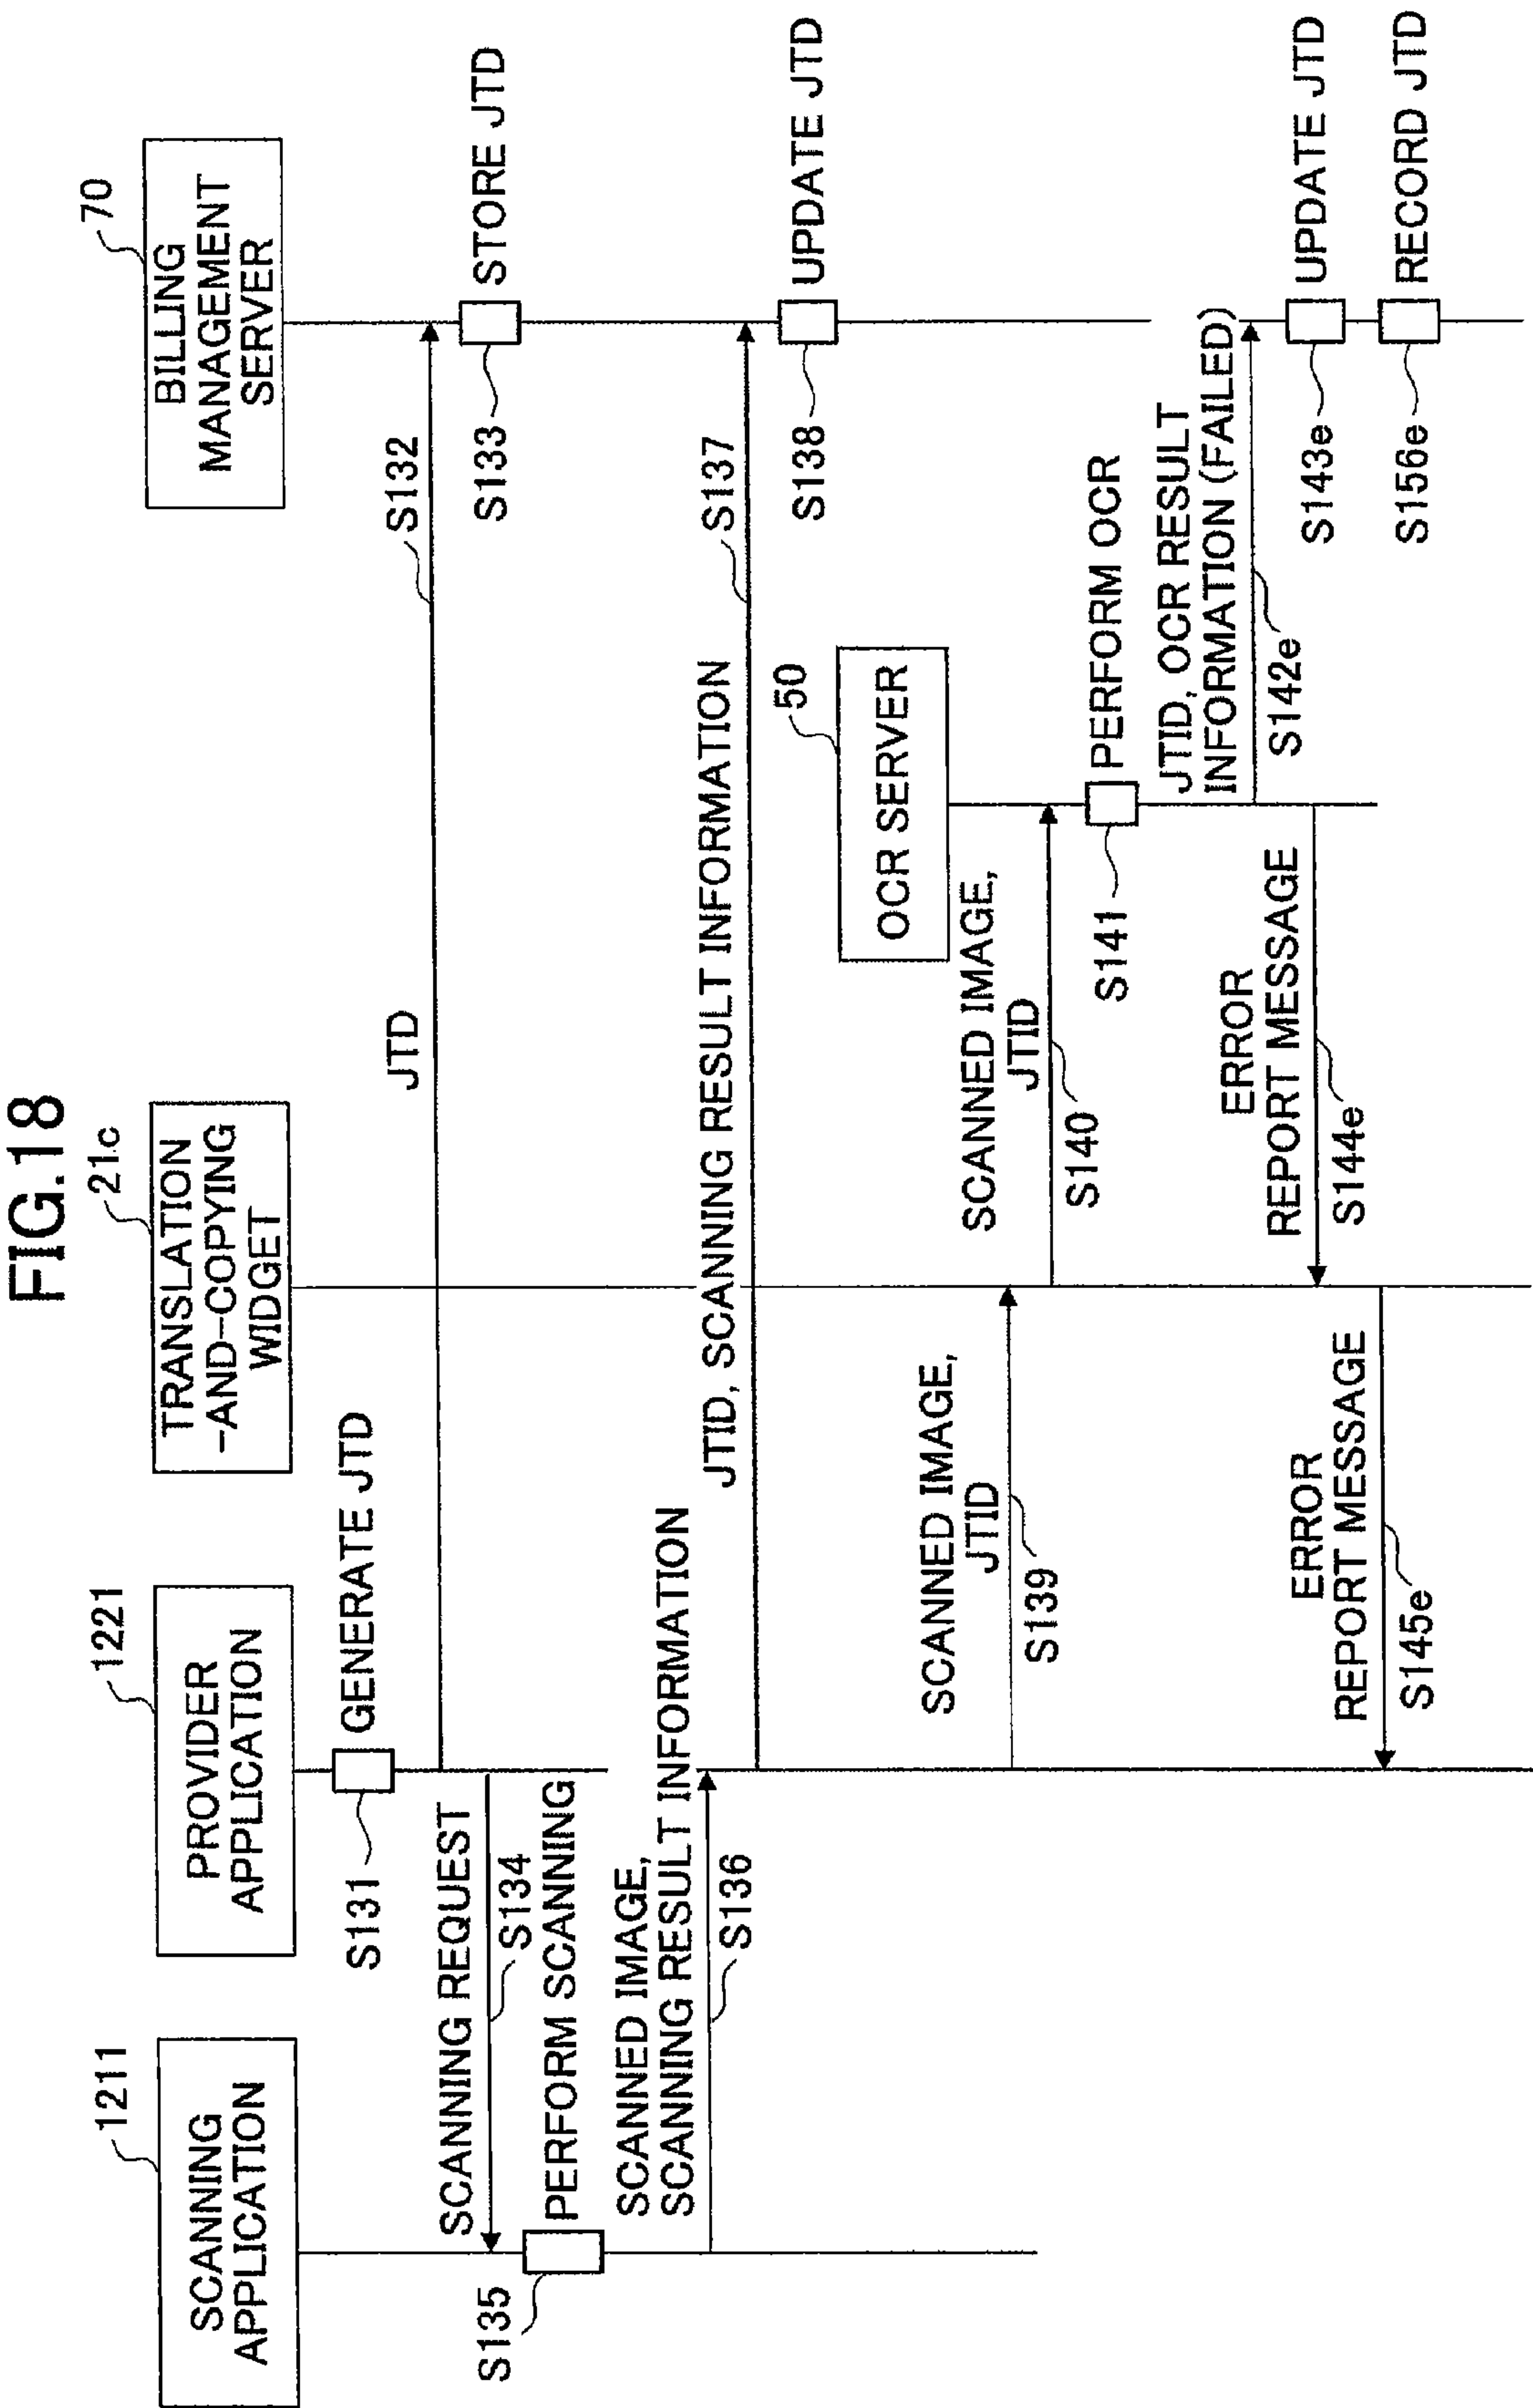 FIG.18
SCANNING
APPLICATION
1211
PROVIDER
APPLICATION
1221
TRANSLATION
-AND-COPYING
WIDGET
21c
BILLING
MANAGEMENT
SERVER
70
S131
GENERATE JTD
JTD
S132
S133
STORE JTD
SCANNING REQUEST
S134
S135
PERFORM SCANNING
SCANNED IMAGE,
SCANNING RESULT INFORMATION
S136
JTID, SCANNING RESULT INFORMATION
S137
S138
UPDATE JTD
OCR SERVER
50
SCANNED IMAGE,
JTID
S139
SCANNED IMAGE,
JTID
S140
S141
PERFORM OCR
JTID, OCR RESULT
INFORMATION (FAILED)
S142e
S143e
UPDATE JTD
ERROR
REPORT MESSAGE
S144e
ERROR
REPORT MESSAGE
S145e
S156e
RECORD JTD